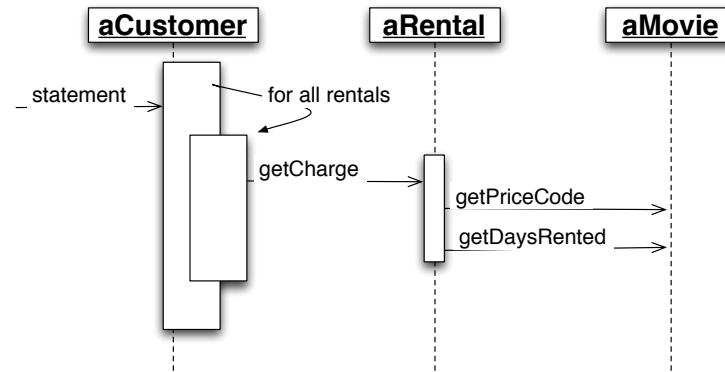 aCustomer
aRental
aMovie
statement
for all rentals
getCharge
getPriceCode
getDaysRented